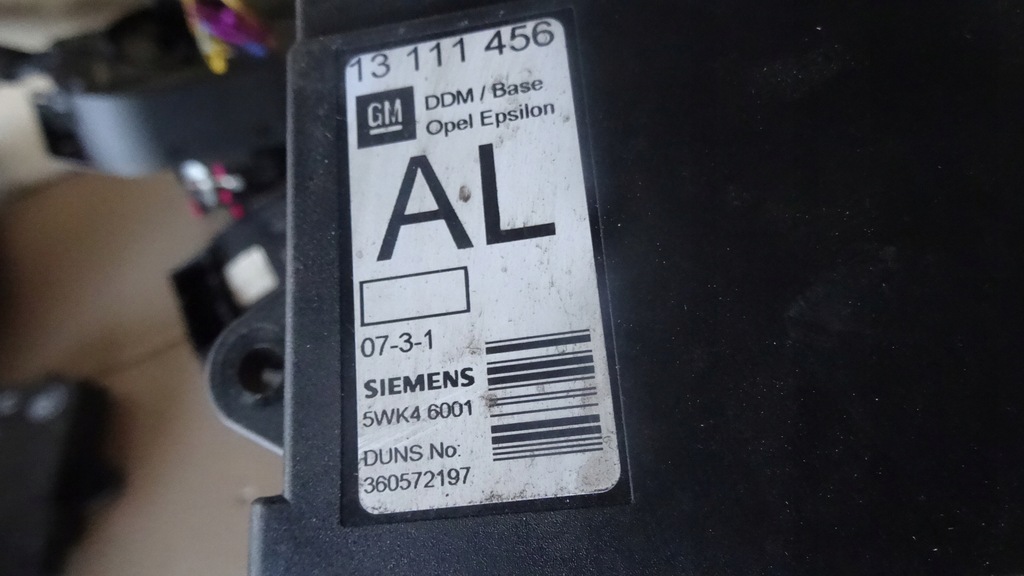 13 111 456
GM
DDM / Base
Opel Epsilon
AL
07-3-1
SIEMENS
5WK4 6001
DUNS No:
360572197